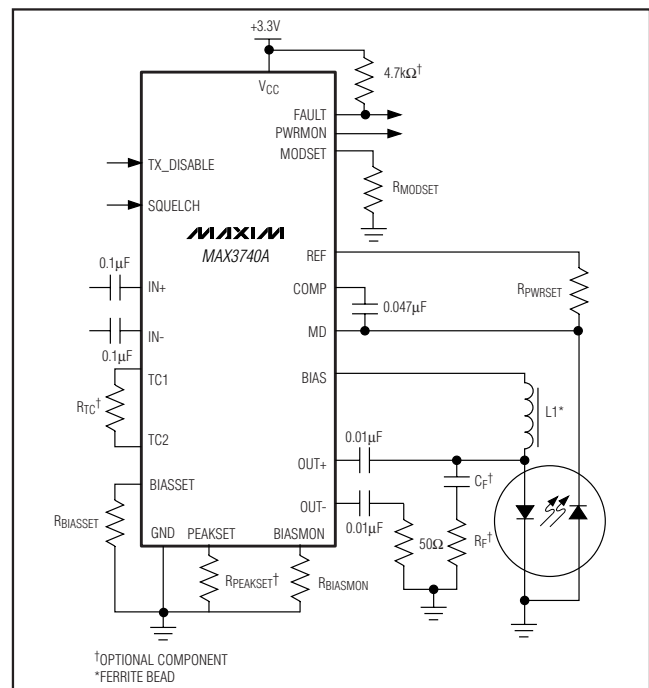 +3.3V
4.7kΩ†
VCC
FAULT
PWRMON
MODSET
TX_DISABLE
RMODSET
SQUELCH
MAXIM
MAX3740A
REF
0.1µF
COMP
RPWRSET
IN+
0.047µF
MD
IN-
0.1µF
TC1
BIAS
RTC†
L1*
TC2
0.01µF
OUT+
CF†
BIASSET
OUT-
0.01µF
RBIASSET
50Ω
RF†
GND
PEAKSET
BIASMON
RPEAKSET†
RBIASMON
†OPTIONAL COMPONENT
*FERRITE BEAD